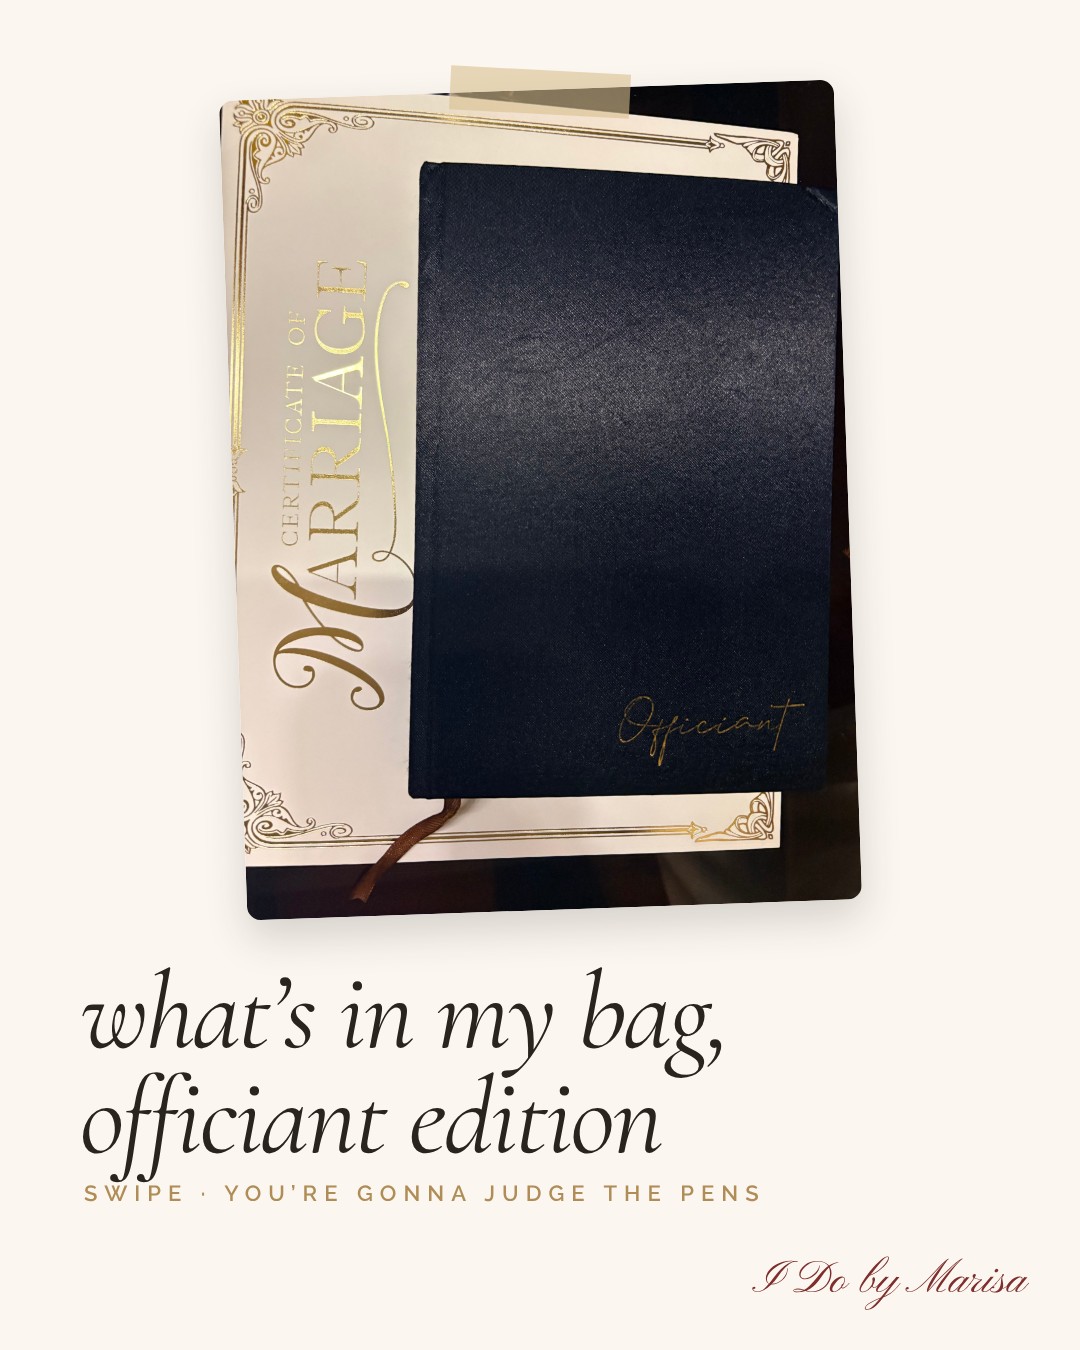 CERTIFICATE OF
MARRIAGE
Officiant
what’s in my bag,
officiant edition
SWIPE · YOU’RE GONNA JUDGE THE PENS
I Do by Marisa